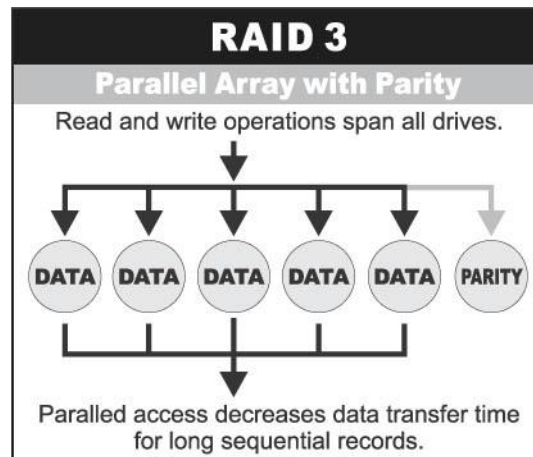 RAID 3
Parallel Array with Parity
Read and write operations span all drives.
DATA DATA DATA DATA DATA PARITY
Paralled access decreases data transfer time
for long sequential records.